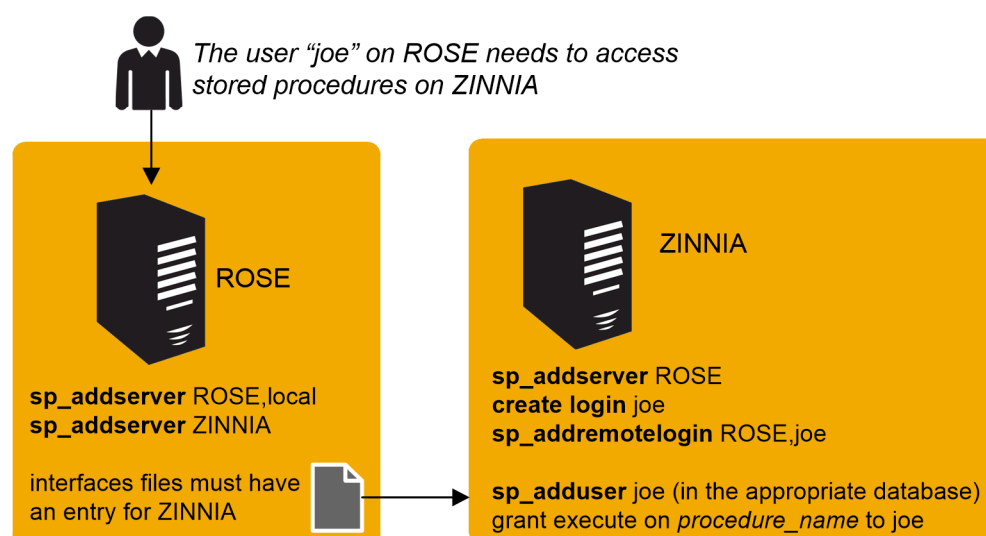 The user “joe” on ROSE needs to access
stored procedures on ZINNIA
ROSE
sp_addserver ROSE,local
sp_addserver ZINNIA
interfaces files must have
an entry for ZINNIA
ZINNIA
sp_addserver ROSE
create login joe
sp_addremotelogin ROSE,joe
sp_adduser joe (in the appropriate database)
grant execute on procedure_name to joe